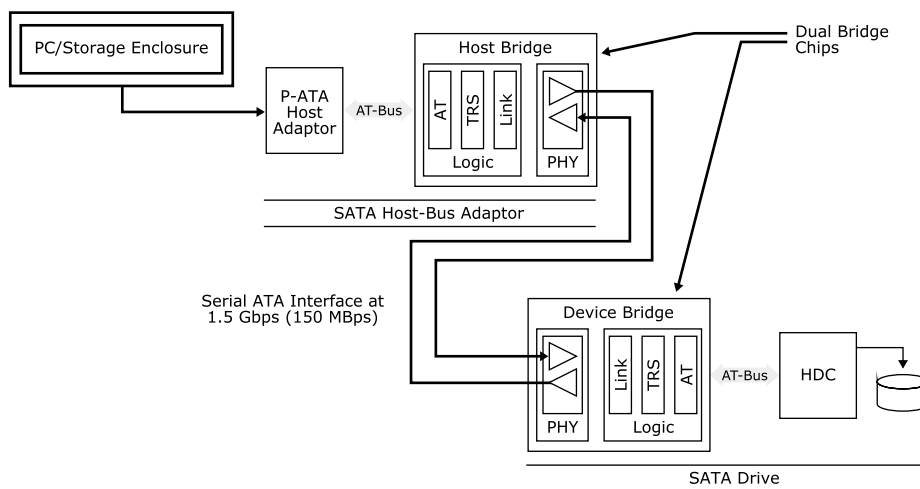 PC/Storage Enclosure
P-ATA
Host
Adaptor
AT-Bus
Host Bridge
AT
TRS
Link
Logic
PHY
Dual Bridge
Chips
SATA Host-Bus Adaptor
Serial ATA Interface at
1.5 Gbps (150 MBps)
Device Bridge
PHY
Link
TRS
AT
Logic
AT-Bus
HDC
SATA Drive